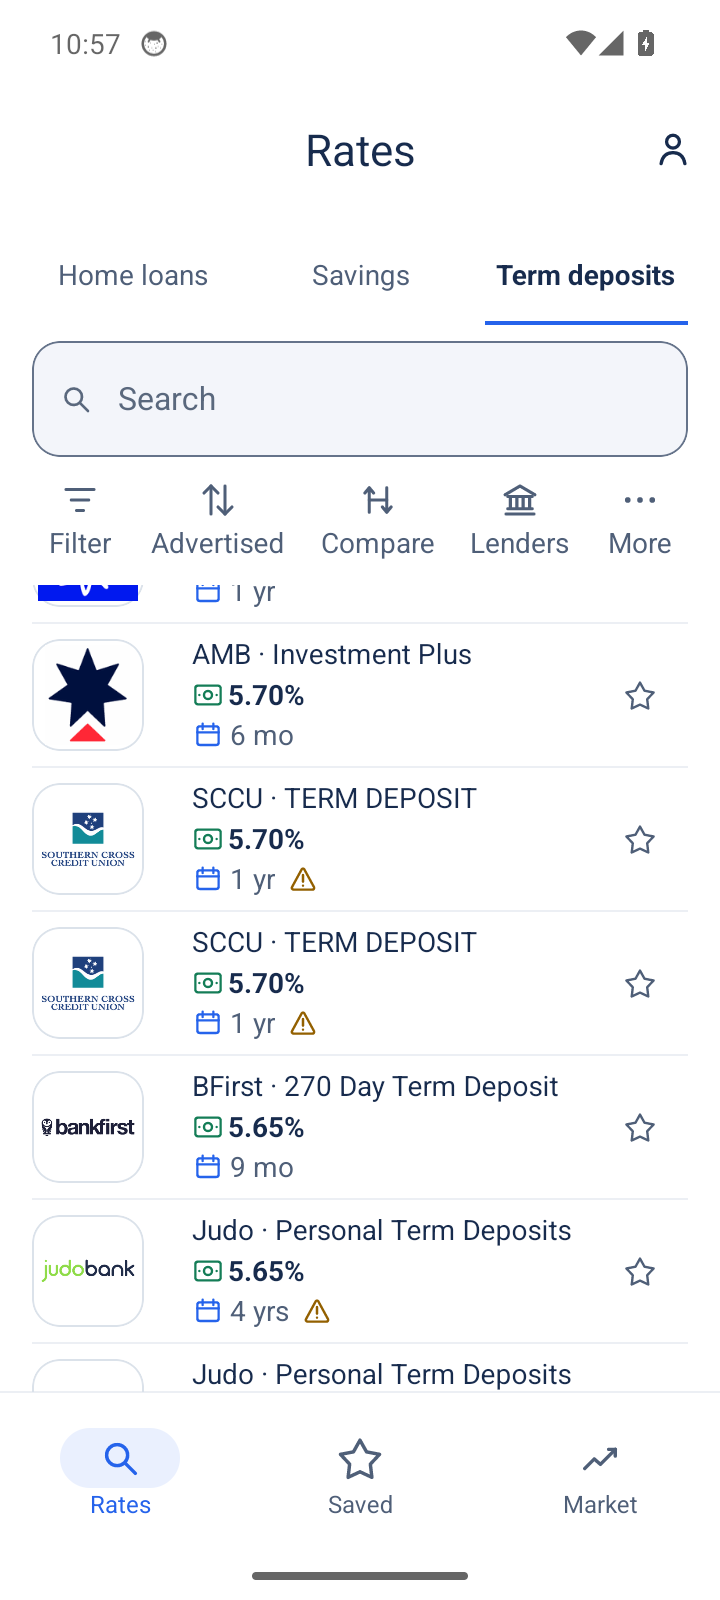 10:57
Rates
Home loans
Savings
Term deposits
Search
Filter
Advertised
Compare
Lenders
More
1 yr
AMB · Investment Plus
5.70%
6 mo
SOUTHERN CROSS
CREDIT UNION
SCCU · TERM DEPOSIT
5.70%
1 yr
SOUTHERN CROSS
CREDIT UNION
SCCU · TERM DEPOSIT
5.70%
1 yr
bankfirst
BFirst · 270 Day Term Deposit
5.65%
9 mo
judobank
Judo · Personal Term Deposits
5.65%
4 yrs
Judo · Personal Term Deposits
Rates
Saved
Market